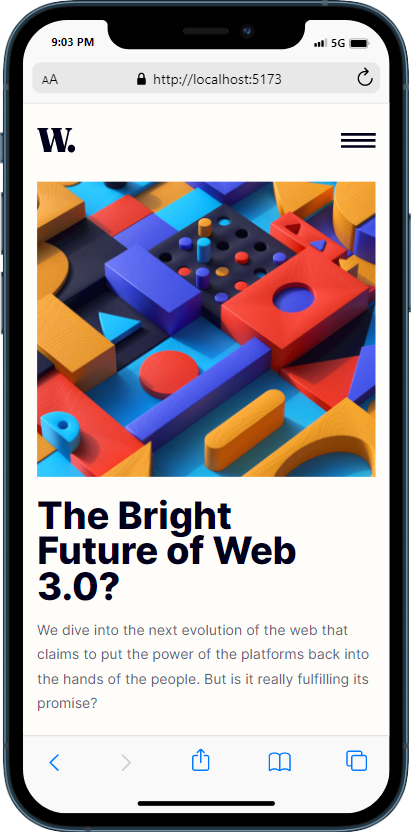 9:03 PM
5G
AA
http://localhost:5173
W.
The Bright
Future of Web
3.0?
We dive into the next evolution of the web that
claims to put the power of the platforms back into
the hands of the people. But is it really fulfilling its
promise?